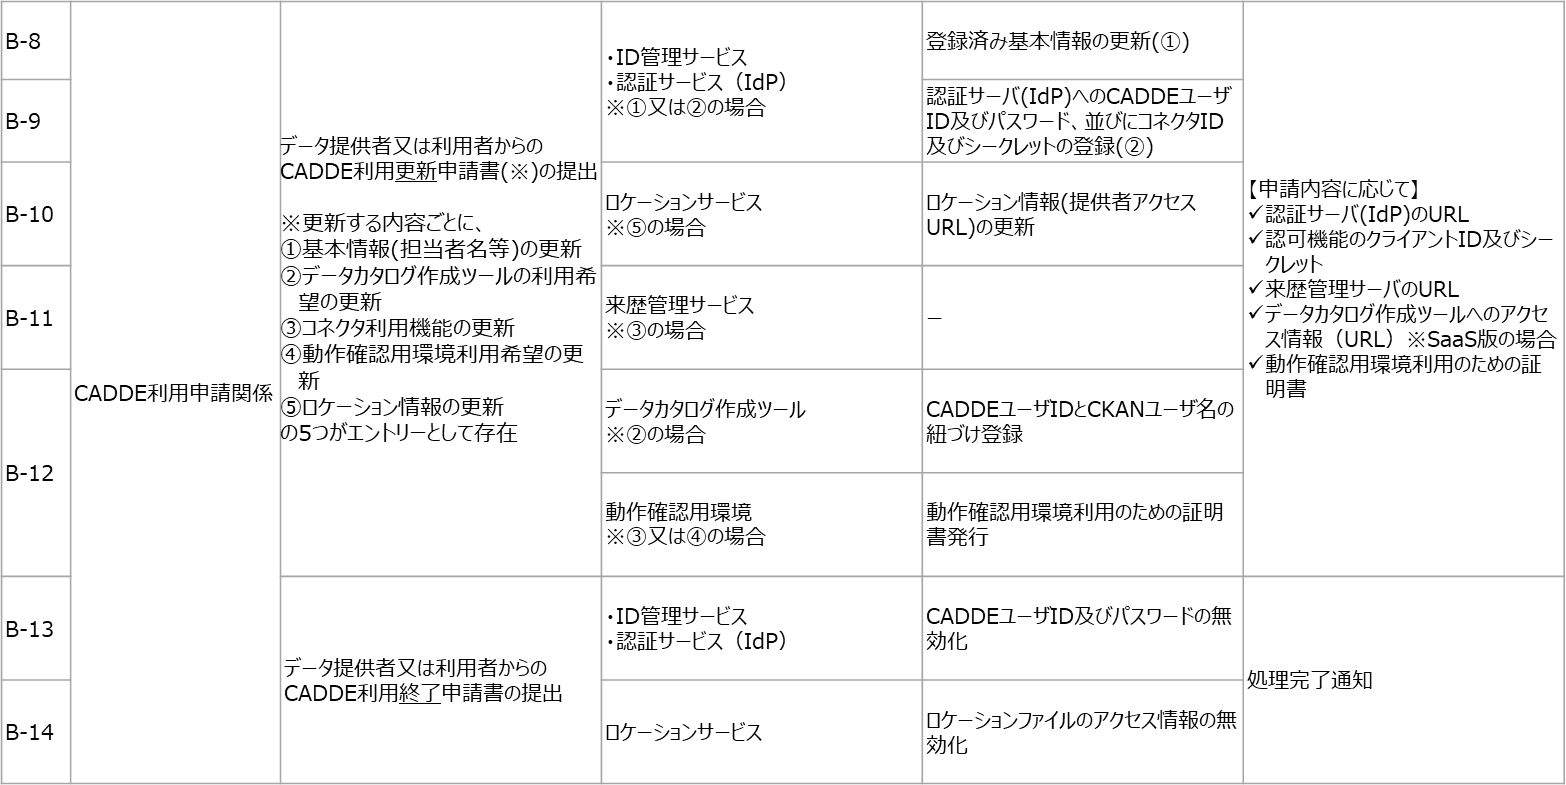 B-8
CADDE利用申請関係
データ提供者又は利用者からの
CADDE利用更新申請書(※)の提出
※更新する内容ごとに、
①基本情報(担当者名等)の更新
②データカタログ作成ツールの利用希
望の更新
③コネクタ利用機能の更新
④動作確認用環境利用希望の更
新
⑤ロケーション情報の更新
の5つがエントリーとして存在
・ID管理サービス
・認証サービス（IdP）
※①又は②の場合
登録済み基本情報の更新(①)
【申請内容に応じて】
✓認証サーバ(IdP)のURL
✓認可機能のクライアントID及びシー
クレット
✓来歴管理サーバのURL
✓データカタログ作成ツールへのアクセ
ス情報（URL）※SaaS版の場合
✓動作確認用環境利用のための証
明書
B-9
認証サーバ(IdP)へのCADDEユーザ
ID及びパスワード、並びにコネクタID
及びシークレットの登録(②)
B-10
ロケーションサービス
※⑤の場合
ロケーション情報(提供者アクセス
URL)の更新
B-11
来歴管理サービス
※③の場合
－
B-12
データカタログ作成ツール
※②の場合
CADDEユーザIDとCKANユーザ名の
紐づけ登録
動作確認用環境
※③又は④の場合
動作確認用環境利用のための証明
書発行
B-13
データ提供者又は利用者からの
CADDE利用終了申請書の提出
・ID管理サービス
・認証サービス（IdP）
CADDEユーザID及びパスワードの無
効化
処理完了通知
B-14
ロケーションサービス
ロケーションファイルのアクセス情報の無
効化